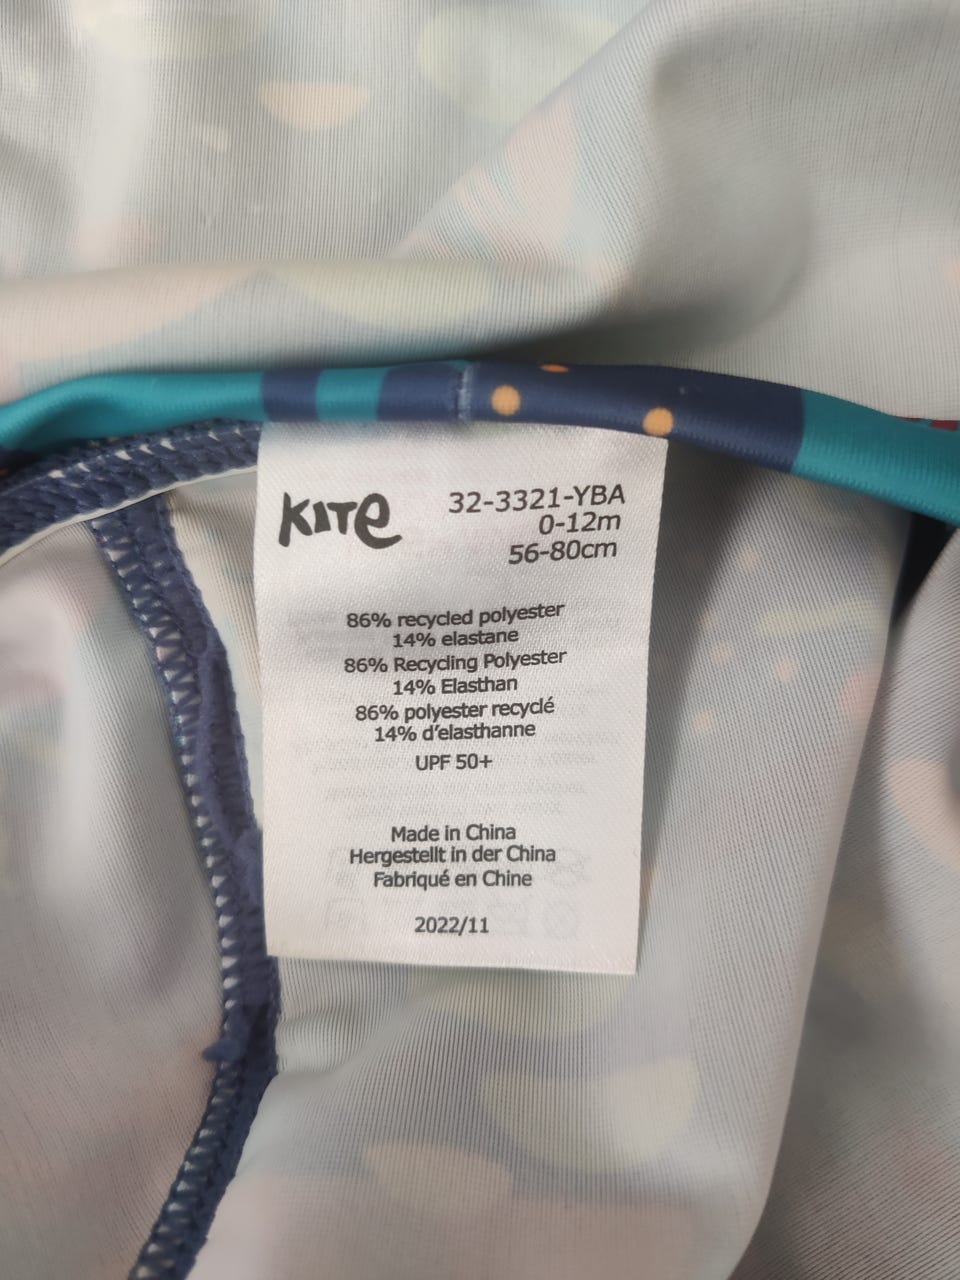 KITe
32-3321-YBA
0-12m
56-80cm
86% recycled polyester
14% elastane
86% Recycling Polyester
14% Elasthan
86% polyester recyclé
14% d'elasthanne
UPF 50+
Made in China
Hergestellt in der China
Fabriqué en Chine
2022/11